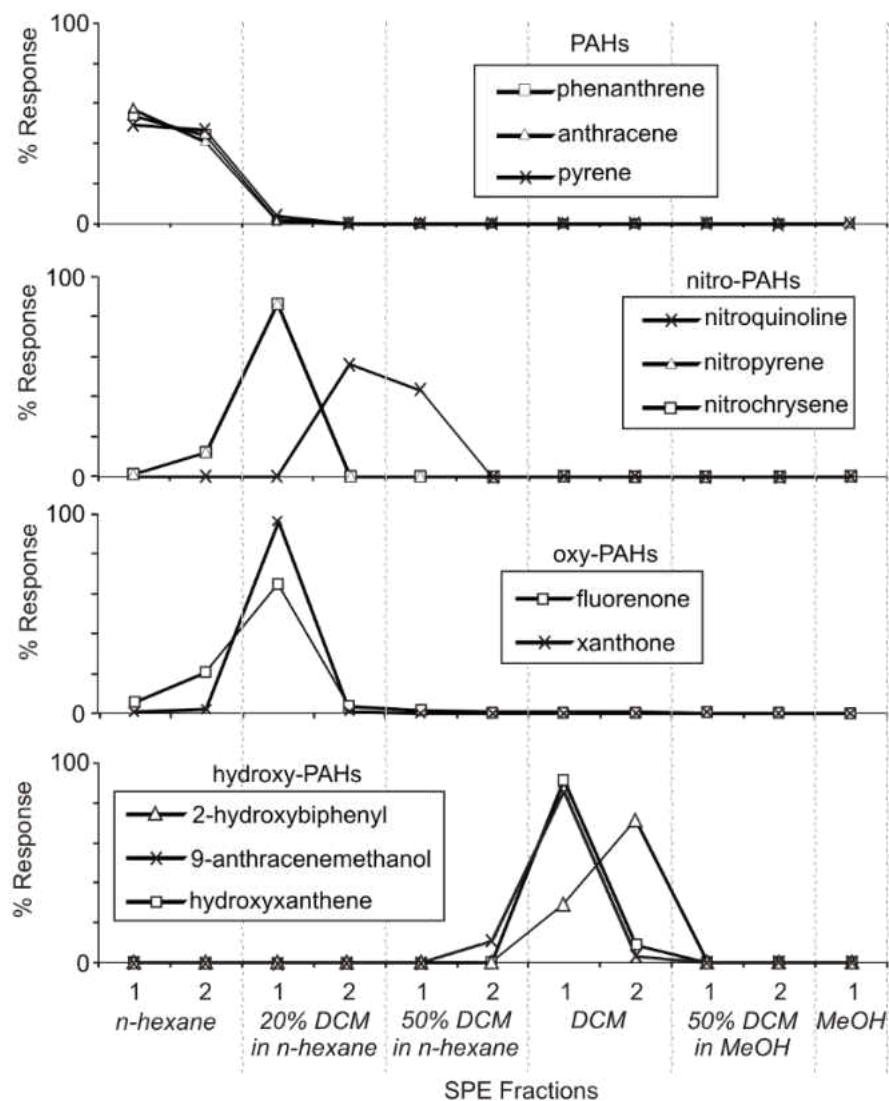 100
% Response
0
PAHs
phenanthrene
anthracene
pyrene
100
% Response
0
nitro-PAHs
nitroquinoline
nitropyrene
nitrochrysene
100
% Response
0
oxy-PAHs
fluorenone
xanthone
100
% Response
0
hydroxy-PAHs
2-hydroxybiphenyl
9-anthracenemethanol
hydroxyxanthene
1 2 1 2 1 2 1 2 1 2 1
n-hexane 20% DCM 50% DCM DCM 50% DCM MeOH
in n-hexane in n-hexane in MeOH
SPE Fractions